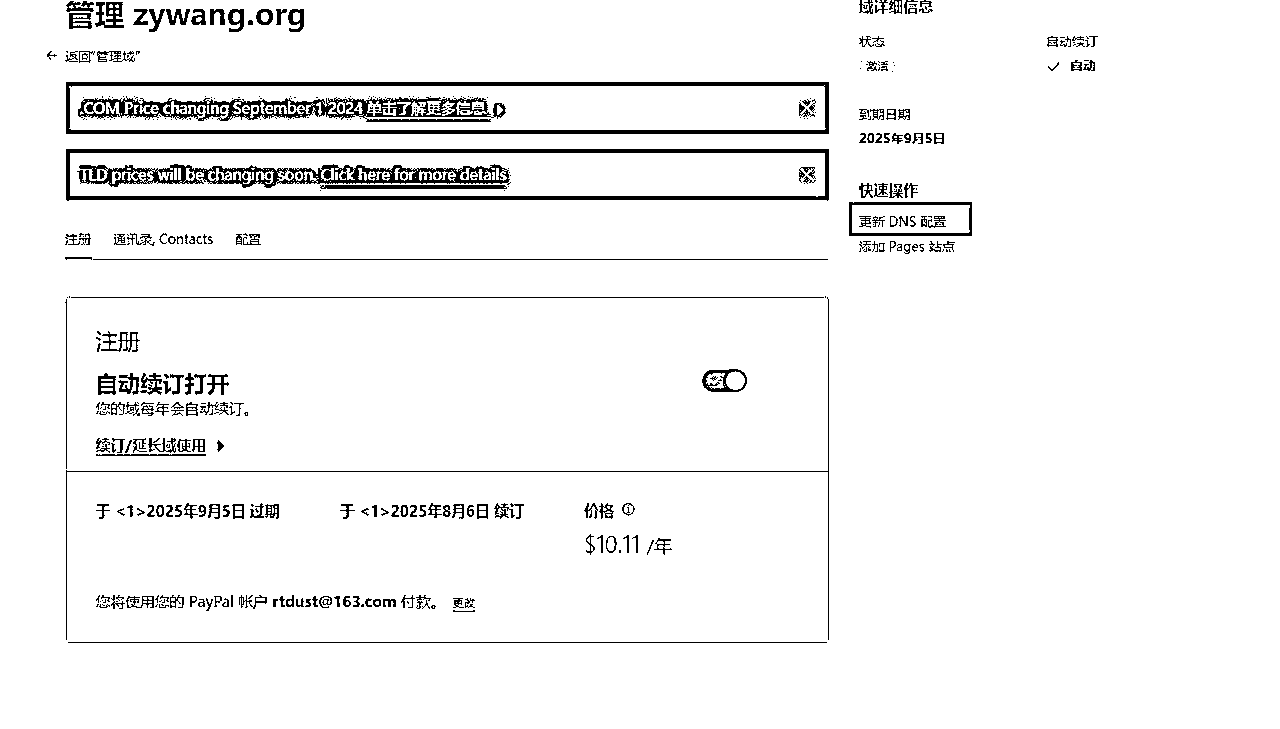 管理 zywang.org
返回“管理域”
.COM Price changing September 1 2024 单击了解更多信息
TLD prices will be changing soon. Click here for more details
注册 通讯录, Contacts 配置
注册
自动续订打开
您的域每年会自动续订。
续订/延长域使用
于 <1>2025年9月5日 过期 于 <1>2025年8月6日 续订 价格
$10.11 /年
您将使用您的 PayPal 帐户 rtdust@163.com 付款。 更改
域详细信息
状态 自动续订
激活 自动
到期日期
2025年9月5日
快速操作
更新 DNS 配置
添加 Pages 站点